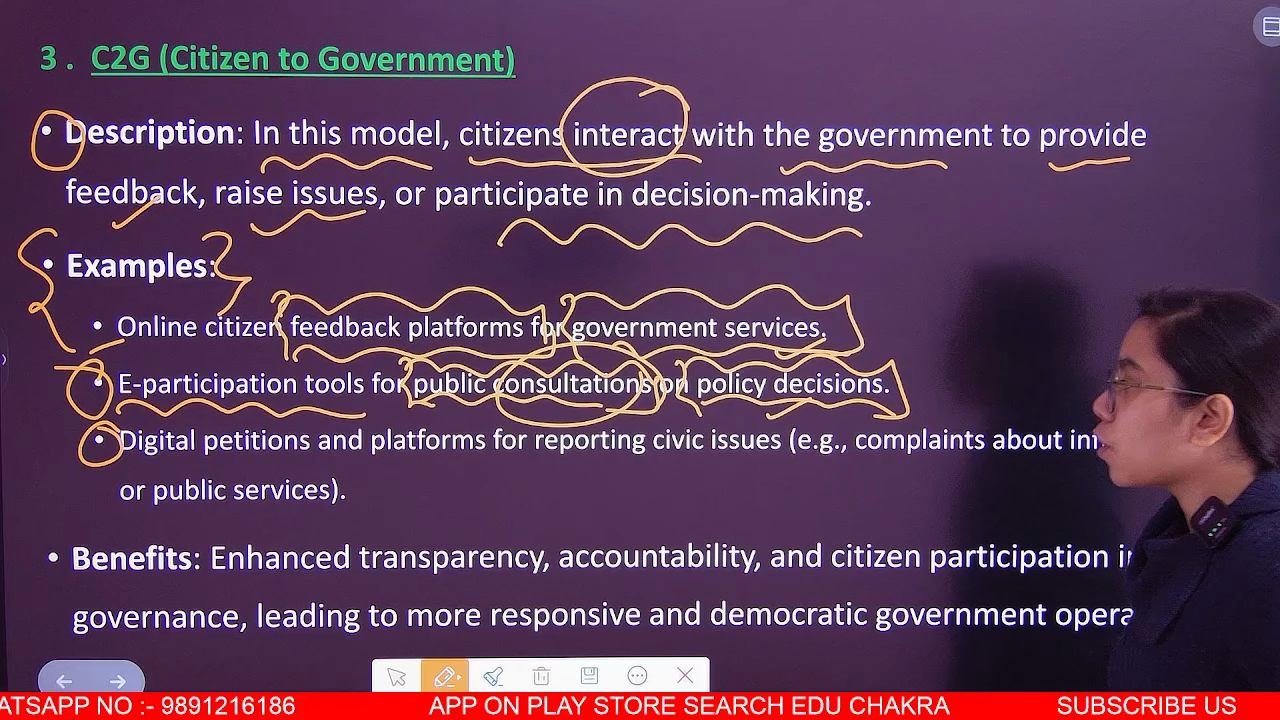 3 . C2G (Citizen to Government)
• Description: In this model, citizens interact with the government to provide
feedback, raise issues, or participate in decision-making.
• Examples:
• Online citizen feedback platforms for government services.
• E-participation tools for public consultations on policy decisions.
• Digital petitions and platforms for reporting civic issues (e.g., complaints about
or public services).
• Benefits: Enhanced transparency, accountability, and citizen participation
governance, leading to more responsive and democratic government
ATSAPP NO :- 9891216186 APP ON PLAY STORE SEARCH EDU CHAKRA SUBSCRIBE US